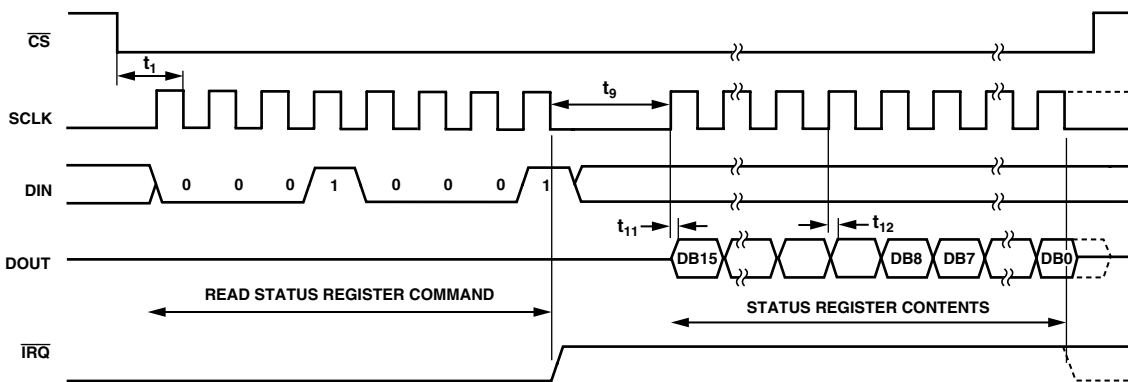 CS
t1
t9
SCLK
DIN
0 0 0 1 0 0 0 1
t11
t12
DOUT
DB15
DB8
DB7
DB0
READ STATUS REGISTER COMMAND
STATUS REGISTER CONTENTS
IRQ